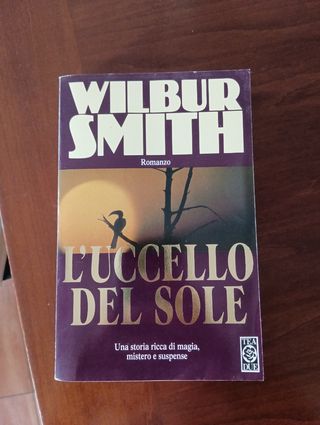 WILBUR
SMITH
Romanzo
L'UCCELLO
DEL SOLE
Una storia ricca di magia,
mistero e suspense
TEA
DUE